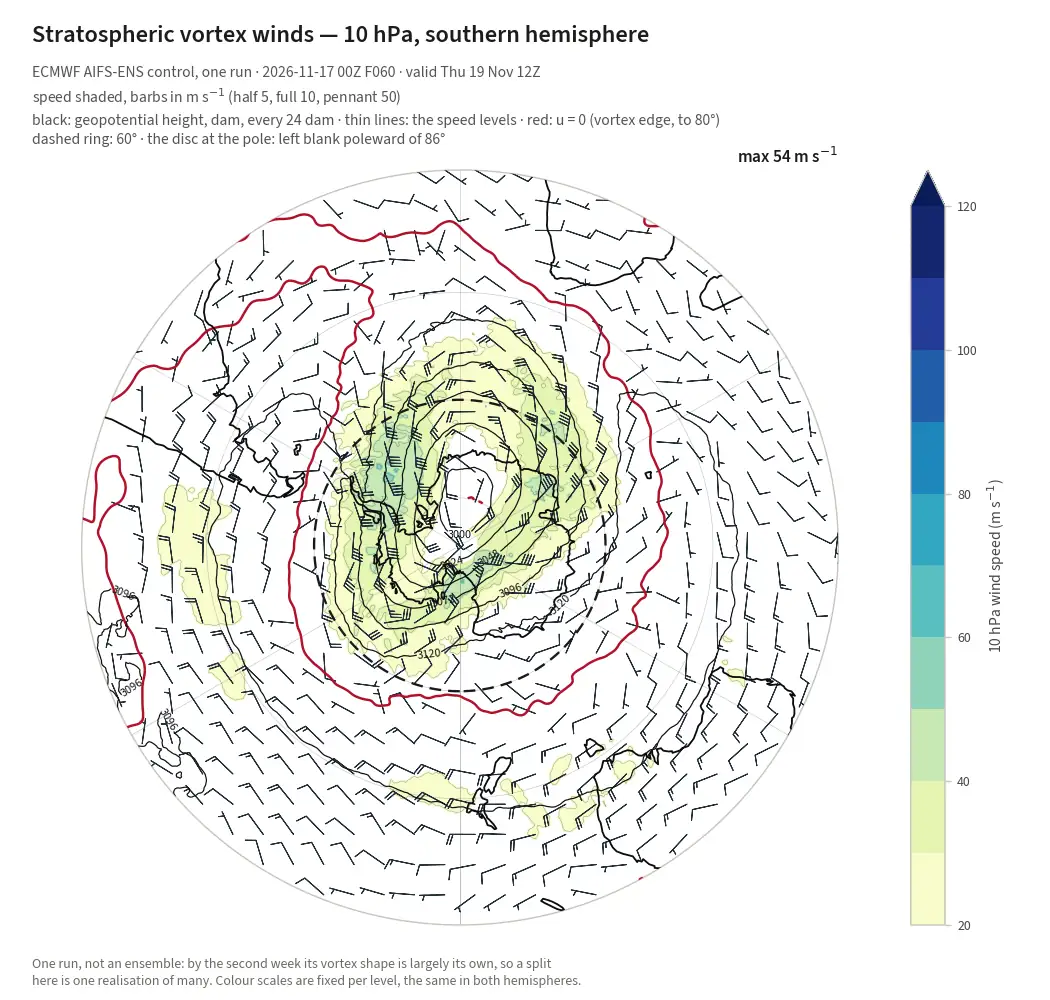 Stratospheric vortex winds — 10 hPa, southern hemisphere
ECMWF AIFS-ENS control, one run · 2026-11-17 00Z F060 · valid Thu 19 Nov 12Z
speed shaded, barbs in m s⁻¹ (half 5, full 10, pennant 50)
black: geopotential height, dam, every 24 dam · thin lines: the speed levels · red: u = 0 (vortex edge, to 80°)
dashed ring: 60° · the disc at the pole: left blank poleward of 86°
max 54 m s⁻¹
120
100
80
60
40
20
10 hPa wind speed (m s⁻¹)
3000
3048
3096
3120
3120
3096
3096
3096
One run, not an ensemble: by the second week its vortex shape is largely its own, so a split
here is one realisation of many. Colour scales are fixed per level, the same in both hemispheres.